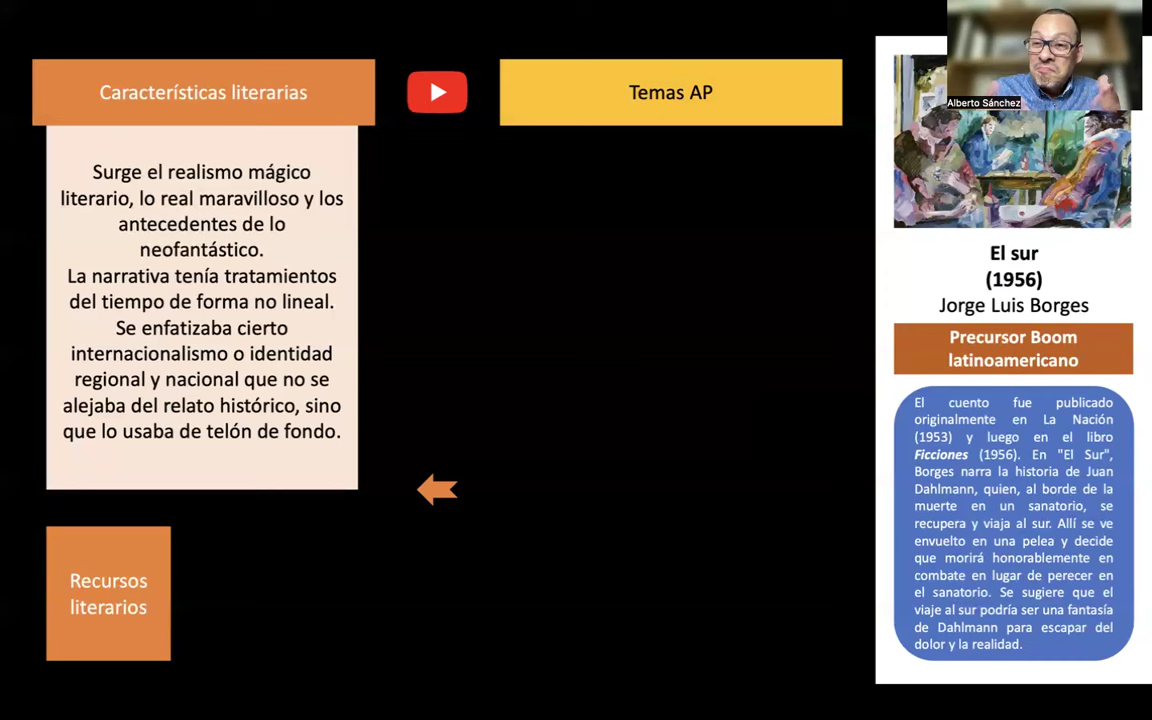 Características literarias
Temas AP
Surge el realismo mágico
literario, lo real maravilloso y los
antecedentes de lo
neofantástico.
La narrativa tenía tratamientos
del tiempo de forma no lineal.
Se enfatizaba cierto
internacionalismo o identidad
regional y nacional que no se
alejaba del relato histórico, sino
que lo usaba de telón de fondo.
Recursos
literarios
Alberto Sánchez
El sur
(1956)
Jorge Luis Borges
Precursor Boom
latinoamericano
El cuento fue publicado
originalmente en La Nación
(1953) y luego en el libro
Ficciones (1956). En "El Sur",
Borges narra la historia de Juan
Dahlmann, quien, al borde de la
muerte en un sanatorio, se
recupera y viaja al sur. Allí se ve
envuelto en una pelea y decide
que morirá honorablemente en
combate en lugar de perecer en
el sanatorio. Se sugiere que el
viaje al sur podría ser una fantasía
de Dahlmann para escapar del
dolor y la realidad.